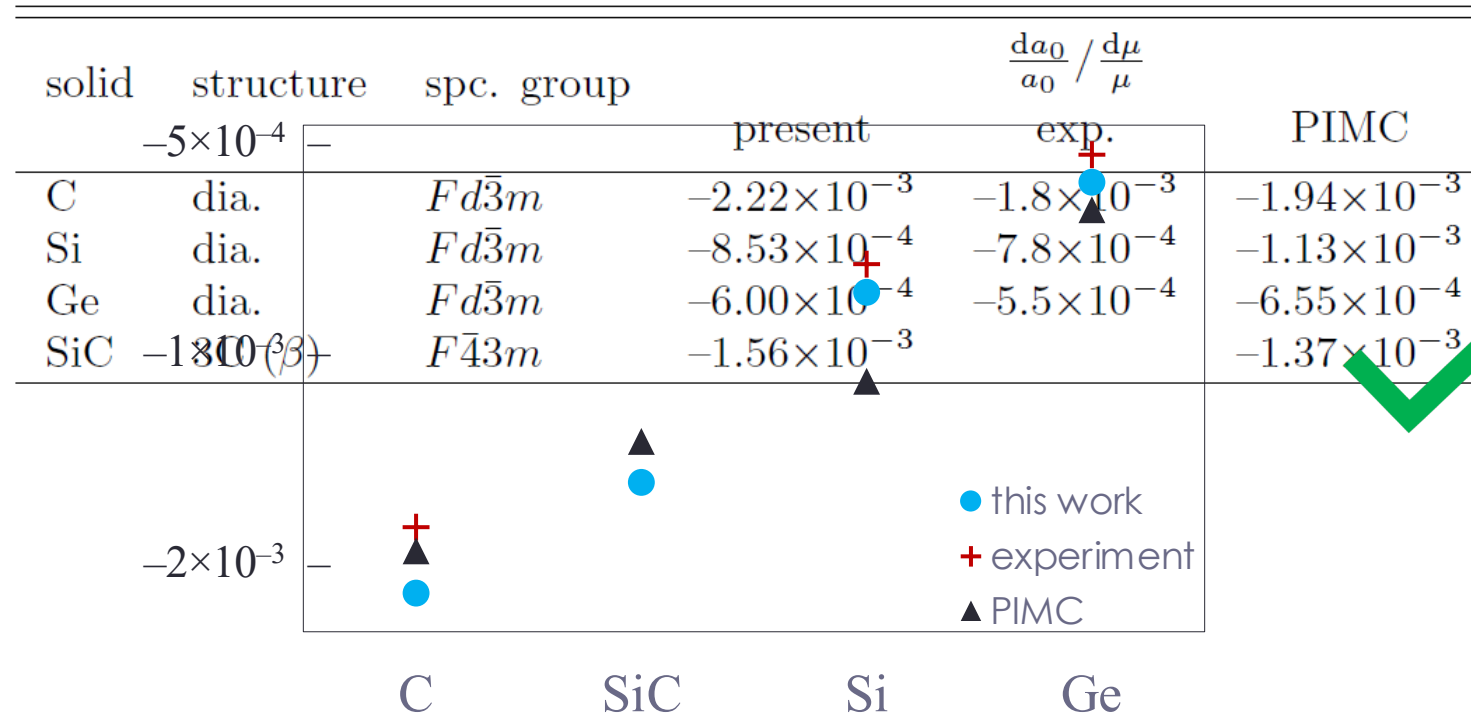 solid structure spc. group da₀/a₀ / dμ/μ
present exp. PIMC
–5×10⁻⁴
C dia. Fd3̄m –2.22×10⁻³ –1.8×10⁻³ –1.94×10⁻³
Si dia. Fd3̄m –8.53×10⁻⁴ –7.8×10⁻⁴ –1.13×10⁻³
Ge dia. Fd3̄m –6.00×10⁻⁴ –5.5×10⁻⁴ –6.55×10⁻⁴
SiC 3C (β) F4̄3m –1.56×10⁻³ –1.37×10⁻³
–1×10⁻³
this work
experiment
–2×10⁻³
PIMC
C SiC Si Ge